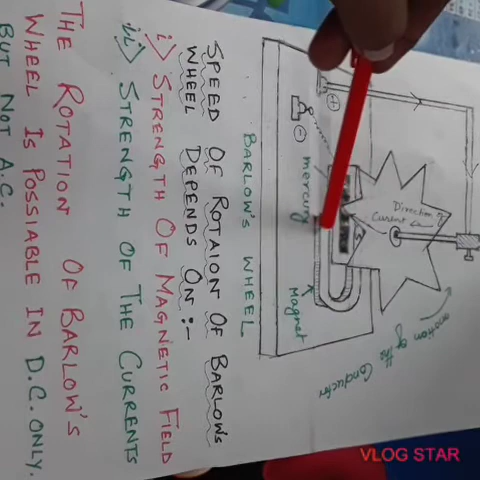 Direction of
Current
motion of the Conductor
S
+
-
mercury
Magnet
BARLOW'S WHEEL
SPEED OF ROTAION OF BARLOWS
WHEEL DEPENDS ON :-
i) STRENGTH OF MAGNETIC FIELD
ii) STRENGTH OF THE CURRENTS
THE ROTATION OF BARLOW'S
WHEEL IS POSSIABLE IN D.C. ONLY.
BUT NOT A.C.
VLOG STAR